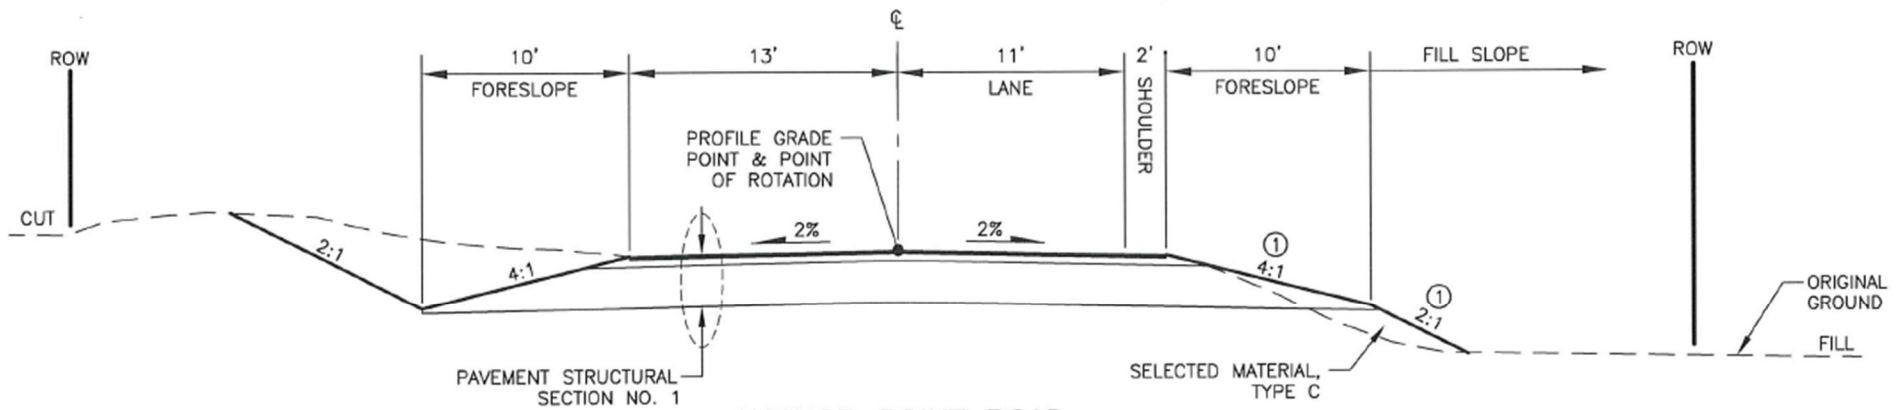 ℄
ROW
10'
13'
11'
2'
10'
FILL SLOPE
ROW
FORESLOPE
LANE
SHOULDER
FORESLOPE
PROFILE GRADE
POINT & POINT
OF ROTATION
CUT
2:1
4:1
2%
2%
1
4:1
1
2:1
ORIGINAL
GROUND
FILL
PAVEMENT STRUCTURAL
SECTION NO. 1
SELECTED MATERIAL,
TYPE C